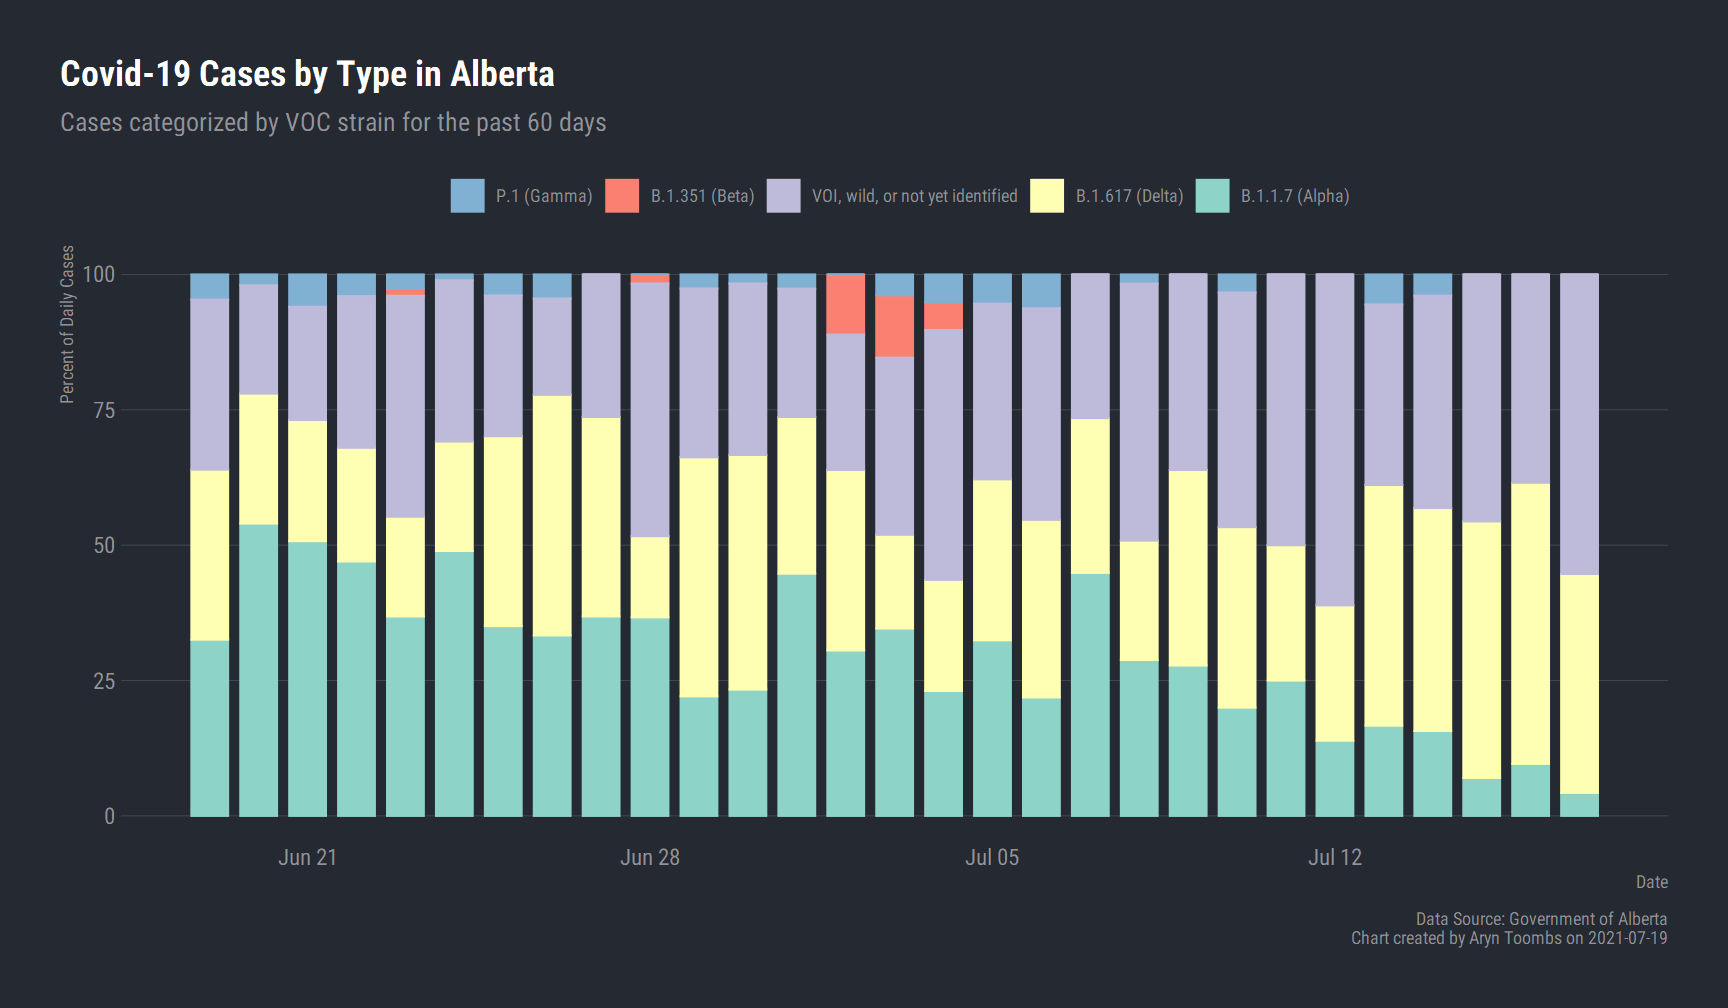 Covid-19 Cases by Type in Alberta
Cases categorized by VOC strain for the past 60 days
P.1 (Gamma) B.1.351 (Beta) VOI, wild, or not yet identified B.1.617 (Delta) B.1.1.7 (Alpha)
Percent of Daily Cases
100
75
50
25
0
Jun 21 Jun 28 Jul 05 Jul 12
Date
Data Source: Government of Alberta
Chart created by Aryn Toombs on 2021-07-19